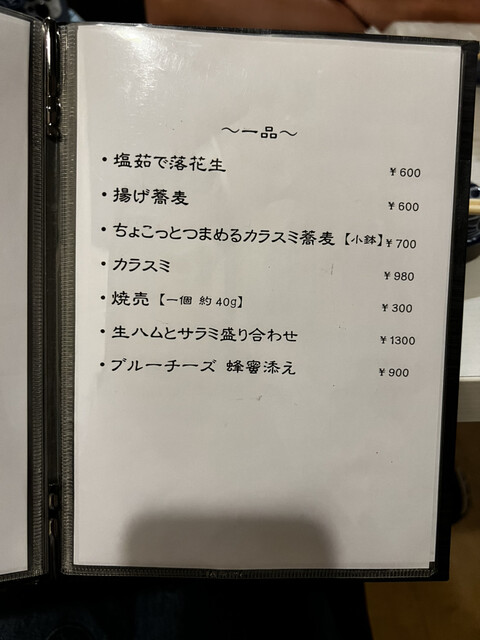 ～一品～
・塩茹で落花生 ¥600
・揚げ蕎麦 ¥600
・ちょこっとつまめるカラスミ蕎麦【小鉢】¥700
・カラスミ ¥980
・焼売【一個 約40g】 ¥300
・生ハムとサラミ盛り合わせ ¥1300
・ブルーチーズ 蜂蜜添え ¥900